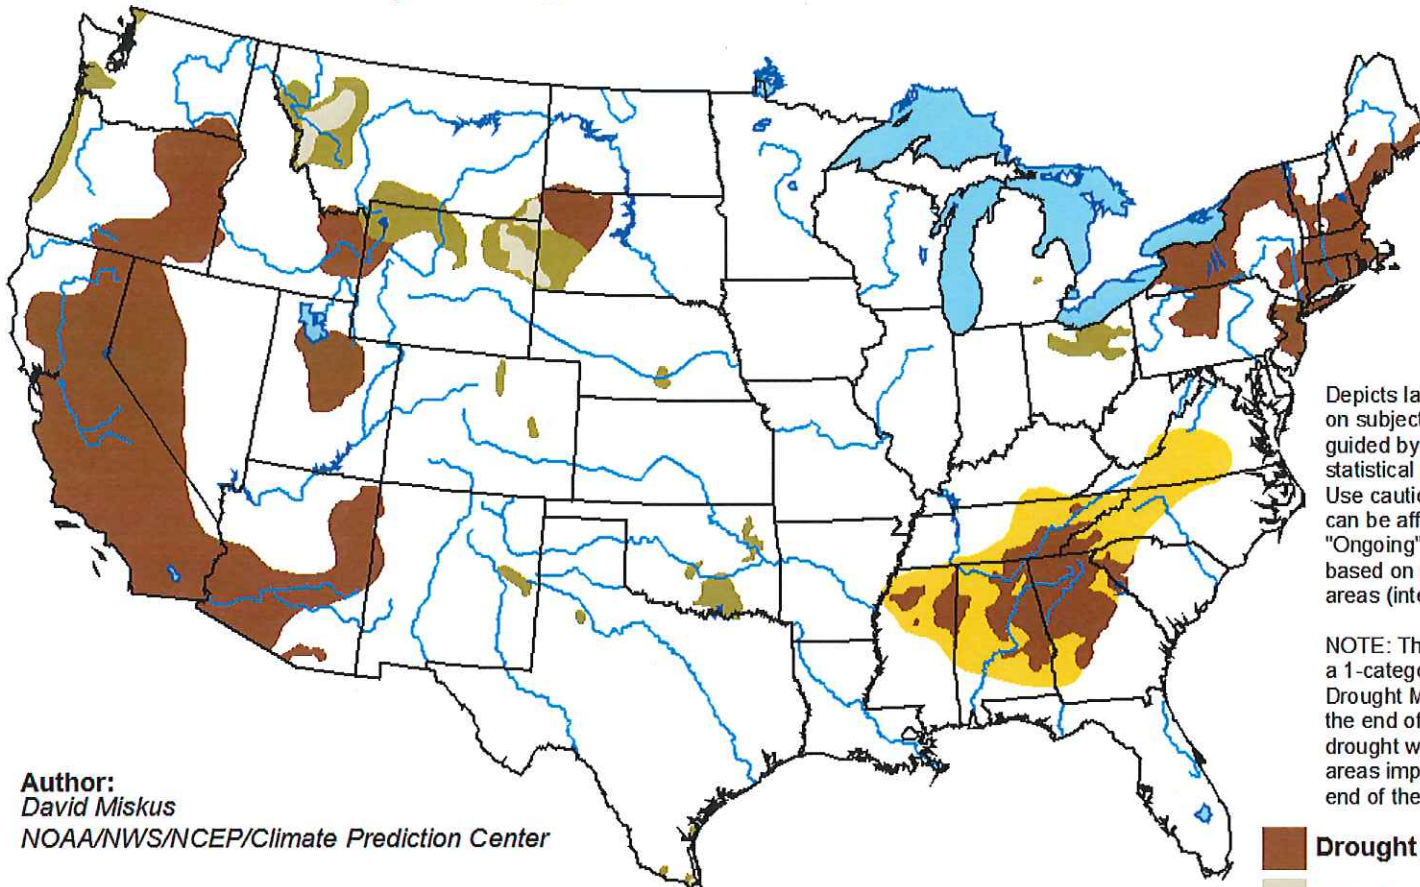 Author:
David Miskus
NOAA/NWS/NCEP/Climate Prediction Center
Depicts la
on subject
guided by
statistical
Use cautio
can be affe
"Ongoing"
based on
areas (inte
NOTE: Th
a 1-catego
Drought M
the end of
drought w
areas imp
end of the
Drought